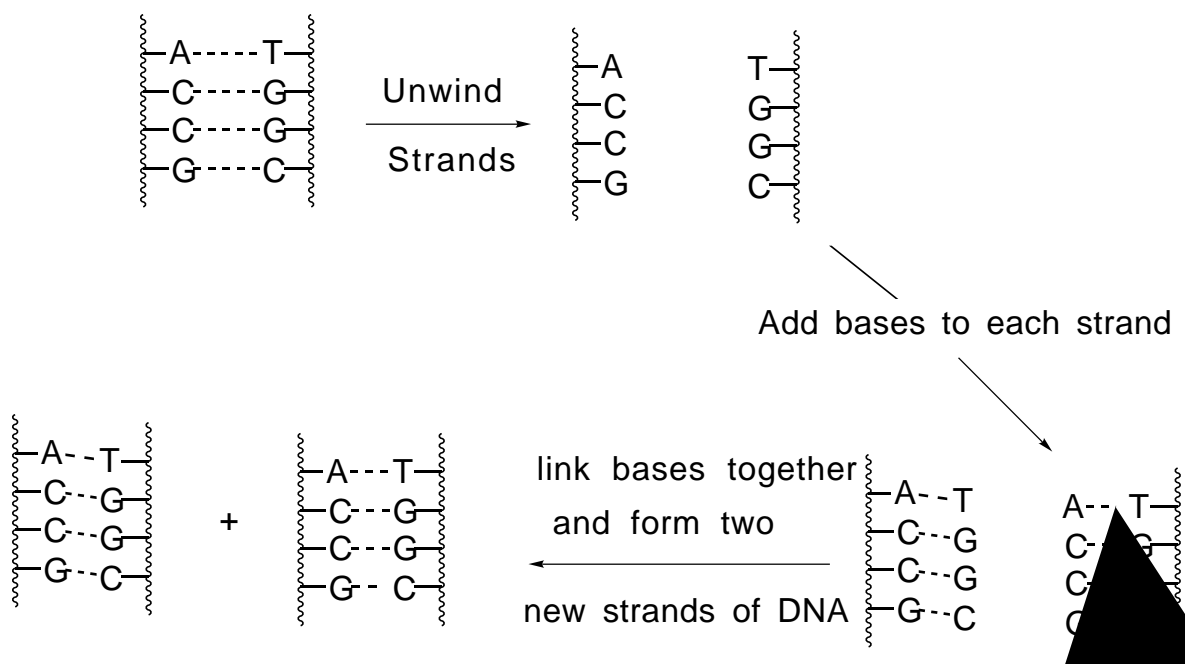 A T
C G
C G
G C
Unwind
Strands
A
C
C
G
T
G
G
C
Add bases to each strand
A T
C G
C G
G C
+
A T
C G
C G
G C
link bases together
and form two
new strands of DNA
A T
C G
C G
G C
A T
C G
C